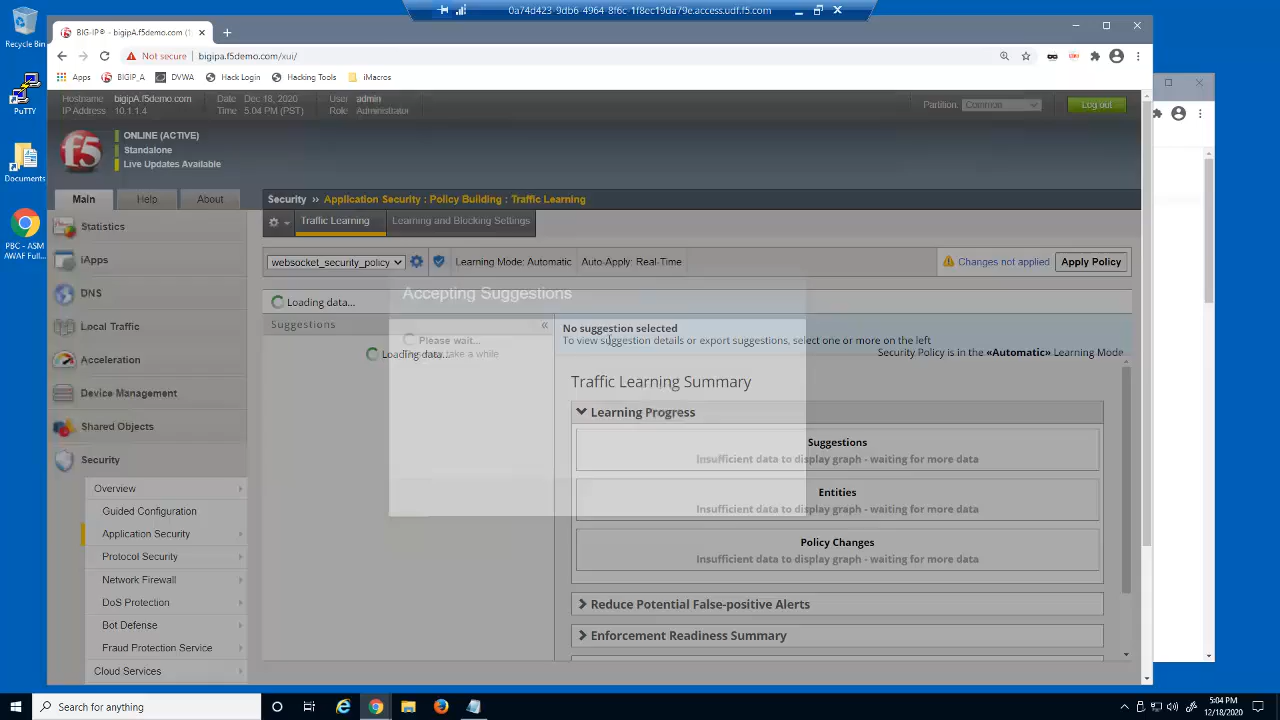 0a74d423-9db6-4964-8f6c-1f8ec19da79e.access.udf.f5.com
Recycle Bin
PuTTY
Documents
PBC - ASM
AWAF Full...
BIG-IP® - bigipA.f5demo.com (1
Not secure
bigipa.f5demo.com/xui/
Apps
BIGIP_A
DVWA
Hack Login
Hacking Tools
iMacros
Hostname bigipA.f5demo.com Date Dec 18, 2020 User admin
IP Address 10.1.1.4 Time 5:04 PM (PST) Role Administrator
Partition: Common
Log out
f5
ONLINE (ACTIVE)
Standalone
Live Updates Available
Main
Help
About
Security » Application Security : Policy Building : Traffic Learning
Traffic Learning
Learning and Blocking Settings
Statistics
iApps
DNS
Local Traffic
Acceleration
Device Management
Shared Objects
Security
Overview
Guided Configuration
Application Security
Protocol Security
Network Firewall
DoS Protection
Bot Defense
Fraud Protection Service
Cloud Services
websocket_security_policy
Learning Mode: Automatic
Auto-Apply: Real-Time
Changes not applied
Apply Policy
Loading data...
Accepting Suggestions
Suggestions
«
Please wait...
Loading data...
take a while
No suggestion selected
To view suggestion details or export suggestions, select one or more on the left
Security Policy is in the «Automatic» Learning Mode
Traffic Learning Summary
Learning Progress
Suggestions
Insufficient data to display graph - waiting for more data
Entities
Insufficient data to display graph - waiting for more data
Policy Changes
Insufficient data to display graph - waiting for more data
Reduce Potential False-positive Alerts
Enforcement Readiness Summary
Search for anything
5:04 PM
12/18/2020